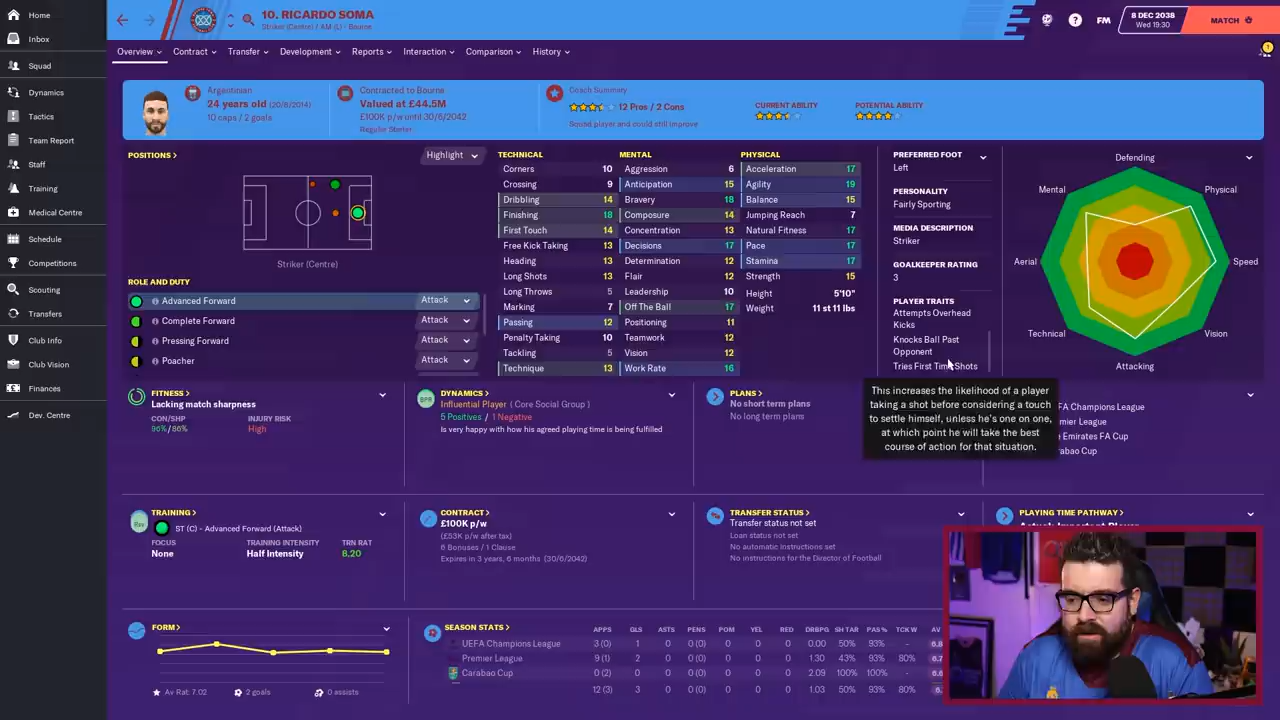 Home
Inbox
Squad
Dynamics
Tactics
Team Report
Staff
Training
Medical Centre
Schedule
Competitions
Scouting
Transfers
Club Info
Club Vision
Finances
Dev. Centre
10. RICARDO SOMA
Striker (Centre) / AM (L) - Bourne
FM
8 DEC 2038
Wed 19:30
MATCH
Overview
Contract
Transfer
Development
Reports
Interaction
Comparison
History
Argentinian
24 years old (20/8/2014)
10 caps / 2 goals
Contracted to Bourne
Valued at £44.5M
£100K p/w until 30/6/2042
Regular Starter
Coach Summary
12 Pros / 2 Cons
Squad player and could still improve
CURRENT ABILITY
POTENTIAL ABILITY
POSITIONS
Highlight
Striker (Centre)
ROLE AND DUTY
Advanced Forward Attack
Complete Forward Attack
Pressing Forward Attack
Poacher Attack
TECHNICAL
Corners 10
Crossing 9
Dribbling 14
Finishing 18
First Touch 14
Free Kick Taking 13
Heading 13
Long Shots 13
Long Throws 5
Marking 7
Passing 12
Penalty Taking 10
Tackling 5
Technique 13
MENTAL
Aggression 6
Anticipation 15
Bravery 18
Composure 14
Concentration 13
Decisions 17
Determination 12
Flair 12
Leadership 10
Off The Ball 17
Positioning 11
Teamwork 12
Vision 12
Work Rate 16
PHYSICAL
Acceleration 17
Agility 19
Balance 15
Jumping Reach 7
Natural Fitness 17
Pace 17
Stamina 17
Strength 15
Height 5'10"
Weight 11 st 11 lbs
PREFERRED FOOT
Left
PERSONALITY
Fairly Sporting
MEDIA DESCRIPTION
Striker
GOALKEEPER RATING
3
PLAYER TRAITS
Attempts Overhead
Kicks
Knocks Ball Past
Opponent
Tries First Time Shots
Defending
Physical
Speed
Vision
Attacking
Technical
Aerial
Mental
This increases the likelihood of a player
taking a shot before considering a touch
to settle himself, unless he's one on one,
at which point he will take the best
course of action for that situation.
FITNESS
Lacking match sharpness
CON/SHP
96%/86%
INJURY RISK
High
DYNAMICS
Influential Player ( Core Social Group )
5 Positives / 1 Negative
Is very happy with how his agreed playing time is being fulfilled
PLANS
No short term plans
No long term plans
FA Champions League
mier League
Emirates FA Cup
abao Cup
TRAINING
ST (C) - Advanced Forward (Attack)
FOCUS
None
TRAINING INTENSITY
Half Intensity
TRN RAT
8.20
CONTRACT
£100K p/w
(£53K p/w after tax)
6 Bonuses / 1 Clause
Expires in 3 years, 6 months (30/6/2042)
TRANSFER STATUS
Transfer status not set
Loan status not set
No automatic instructions set
No instructions for the Director of Football
PLAYING TIME PATHWAY
FORM
Av Rat: 7.02
2 goals
0 assists
SEASON STATS
APPS GLS ASTS PENS POM YEL RED DRBPG SH TAR PAS % TCK W AV
UEFA Champions League 3 (0) 1 0 0 (0) 0 0 0 0.00 50% 93% - 6.8
Premier League 9 (1) 2 0 0 (0) 0 0 0 1.30 43% 93% 80% 6.7
Carabao Cup 0 (2) 0 0 0 (0) 0 0 0 2.09 100% 100% - 6.6
12 (3) 3 0 0 (0) 0 0 0 1.03 50% 93% 80%